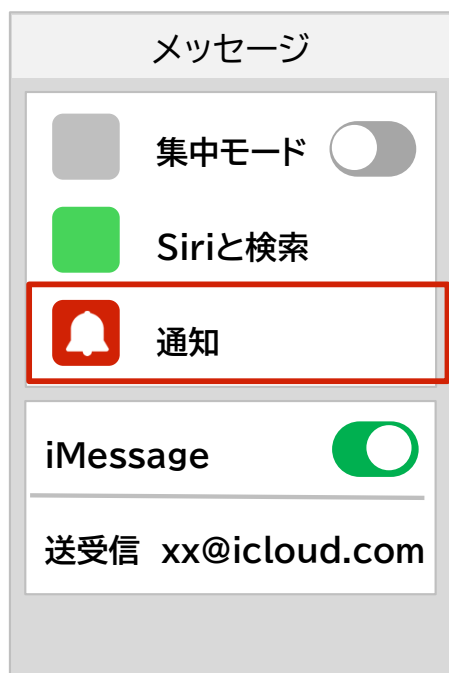 メッセージ
集中モード
Siriと検索
通知
iMessage
送受信 xx@icloud.com